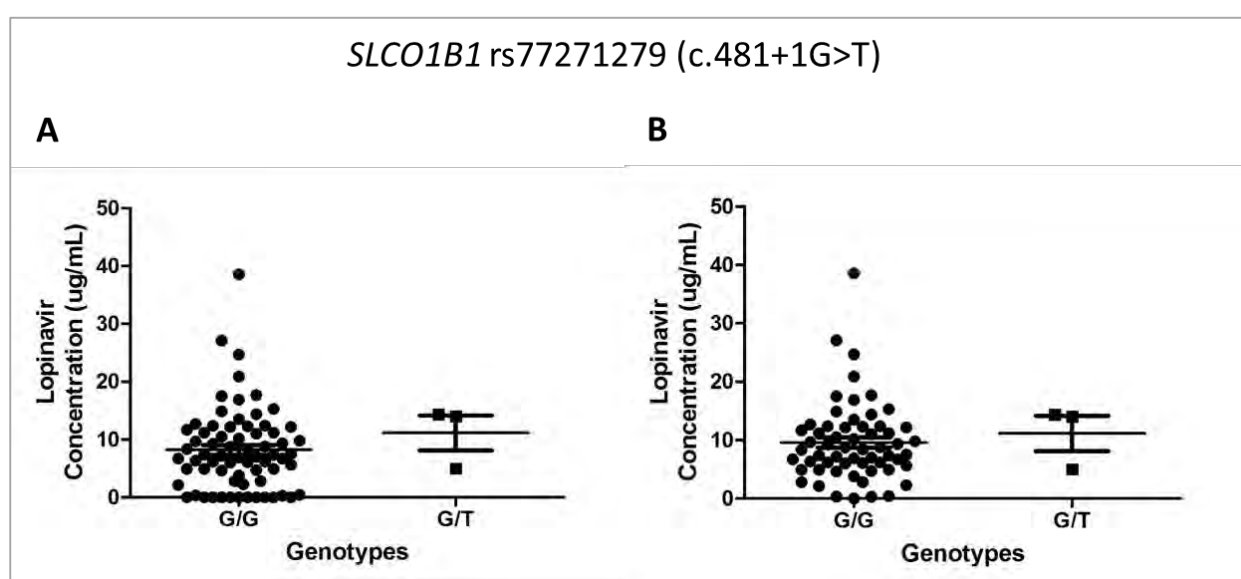 SLCO1B1 rs77271279 (c.481+1G>T)
A
B
Lopinavir
Concentration (ug/mL)
50
40
30
20
10
0
G/G
G/T
Genotypes
Lopinavir
Concentration (ug/mL)
50
40
30
20
10
0
G/G
G/T
Genotypes